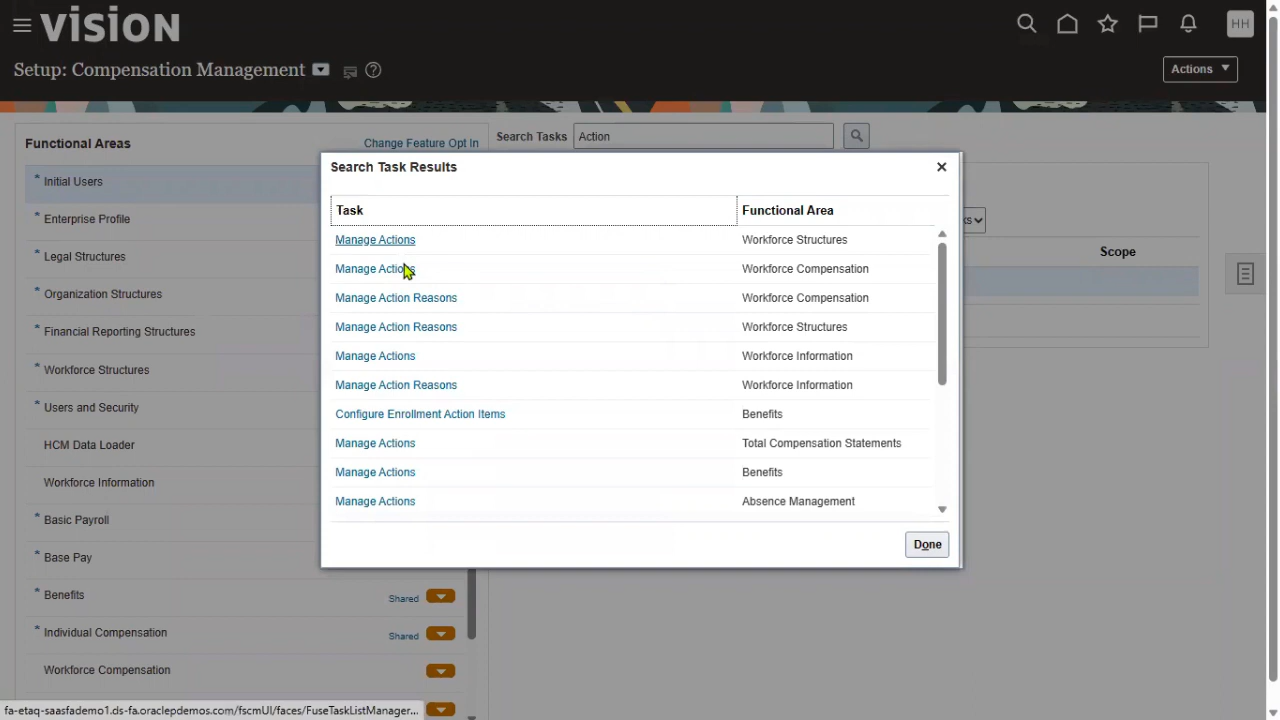 vision
HH
Setup: Compensation Management
Actions
Functional Areas
Change Feature Opt In
Search Tasks
Action
* Initial Users
* Enterprise Profile
* Legal Structures
* Organization Structures
* Financial Reporting Structures
* Workforce Structures
* Users and Security
HCM Data Loader
Workforce Information
* Basic Payroll
* Base Pay
* Benefits Shared
* Individual Compensation Shared
Workforce Compensation
Search Task Results
Task Functional Area
Manage Actions Workforce Structures
Manage Actions Workforce Compensation
Manage Action Reasons Workforce Compensation
Manage Action Reasons Workforce Structures
Manage Actions Workforce Information
Manage Action Reasons Workforce Information
Configure Enrollment Action Items Benefits
Manage Actions Total Compensation Statements
Manage Actions Benefits
Manage Actions Absence Management
Done
Scope
fa-etaq-saasfademo1.ds-fa.oraclepdemos.com/fscmUI/faces/FuseTaskListManager...